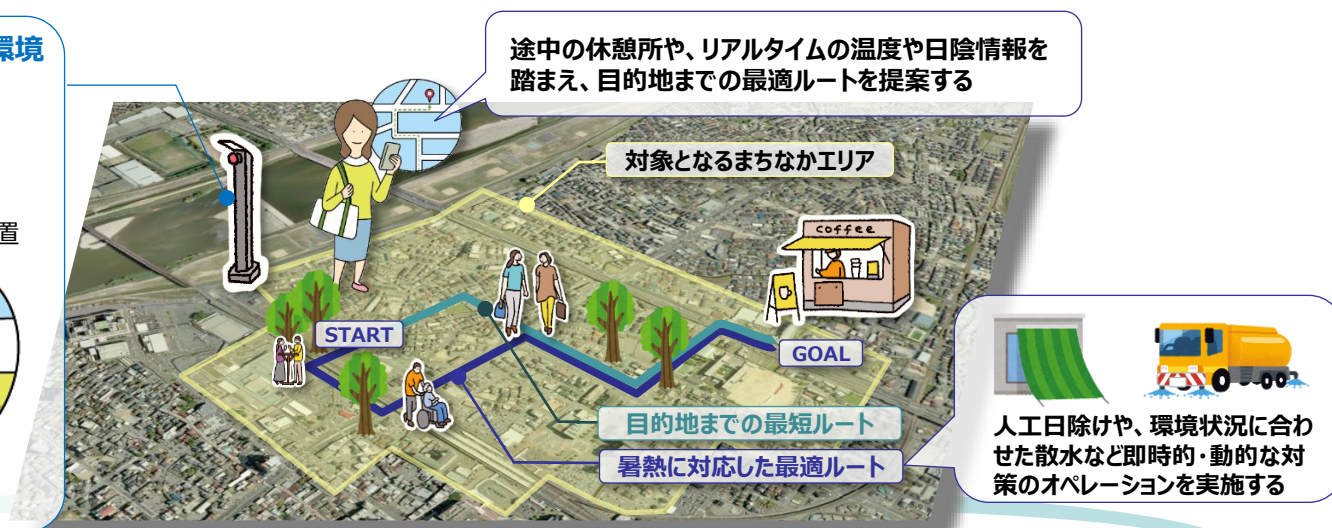 環境
置
途中の休憩所や、リアルタイムの温度や日陰情報を
踏まえ、目的地までの最適ルートを提案する
対象となるまちなかエリア
coffee
START
GOAL
目的地までの最短ルート
暑熱に対応した最適ルート
人工日除けや、環境状況に合わ
せた散水など即時的・動的な対
策のオペレーションを実施する